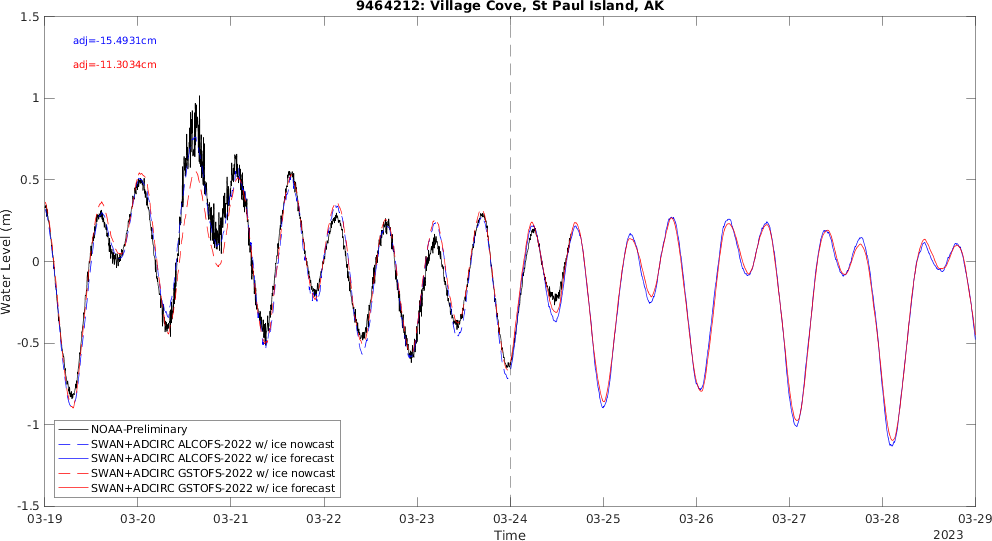 9464212: Village Cove, St Paul Island, AK
adj=-15.4931cm
adj=-11.3034cm
Water Level (m)
1.5
1
0.5
0
-0.5
-1
-1.5
NOAA-Preliminary
SWAN+ADCIRC ALCOFS-2022 w/ ice nowcast
SWAN+ADCIRC ALCOFS-2022 w/ ice forecast
SWAN+ADCIRC GSTOFS-2022 w/ ice nowcast
SWAN+ADCIRC GSTOFS-2022 w/ ice forecast
03-19 03-20 03-21 03-22 03-23 03-24 03-25 03-26 03-27 03-28 03-29
Time
2023